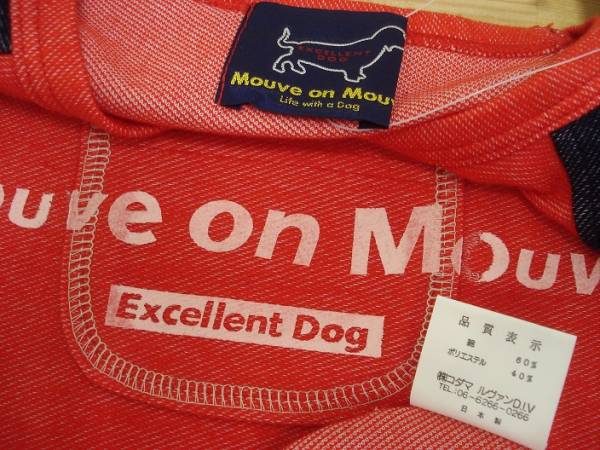 EXCELLENT
DOG
Mouve on Mouv
Life with a Dog
ouve on Mouv
Excellent Dog
品質表示
綿 60%
ポリエステル 40%
㈱コダマ ルヴァンD.I.V
TEL:06-6266-0266
日本製